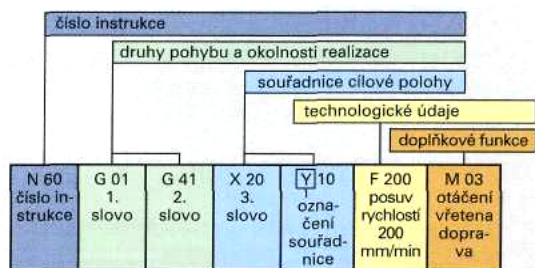 číslo instrukce
druhy pohybu a okolnosti realizace
souřadnice cílové polohy
technologické údaje
doplňkové funkce
N 60
číslo in-
strukce
G 01
1.
slovo
G 41
2.
slovo
X 20
3.
slovo
Y 10
ozna-
čení
souřad-
nice
F 200
posuv
rychlostí
200
mm/min
M 03
otáčení
vřetena
dopra-
va